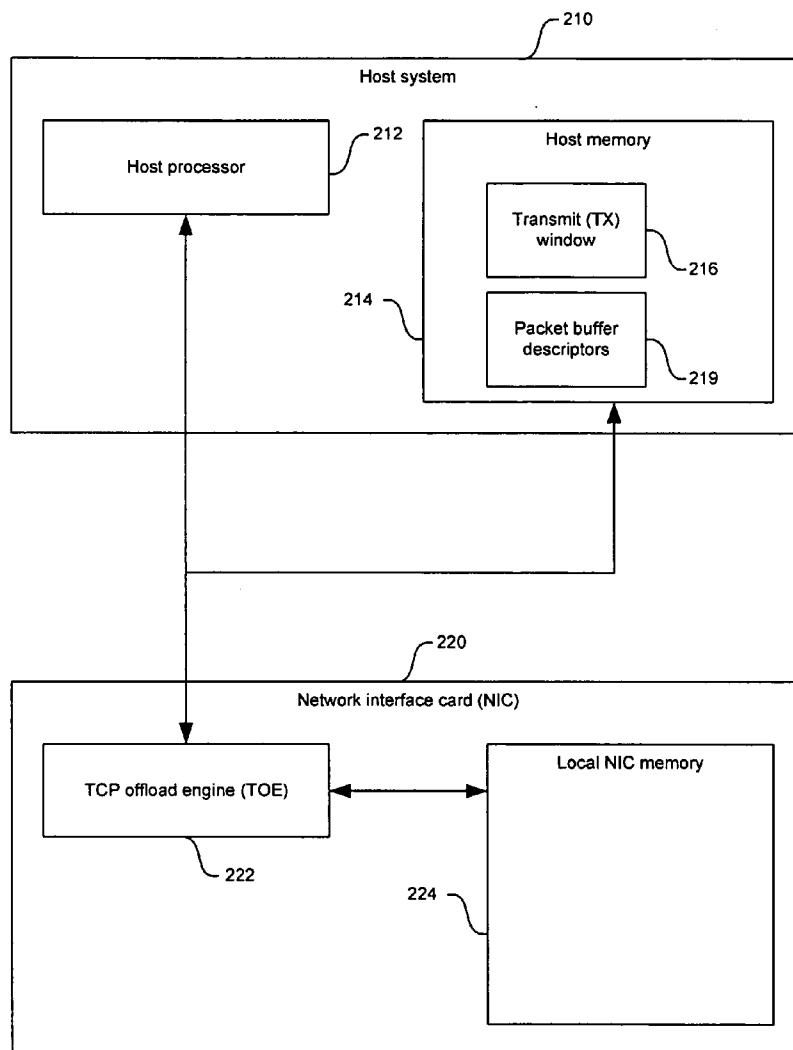 210
Host system
Host processor
212
Host memory
Transmit (TX)
window
216
214
Packet buffer
descriptors
219
220
Network interface card (NIC)
TCP offload engine (TOE)
Local NIC memory
222
224